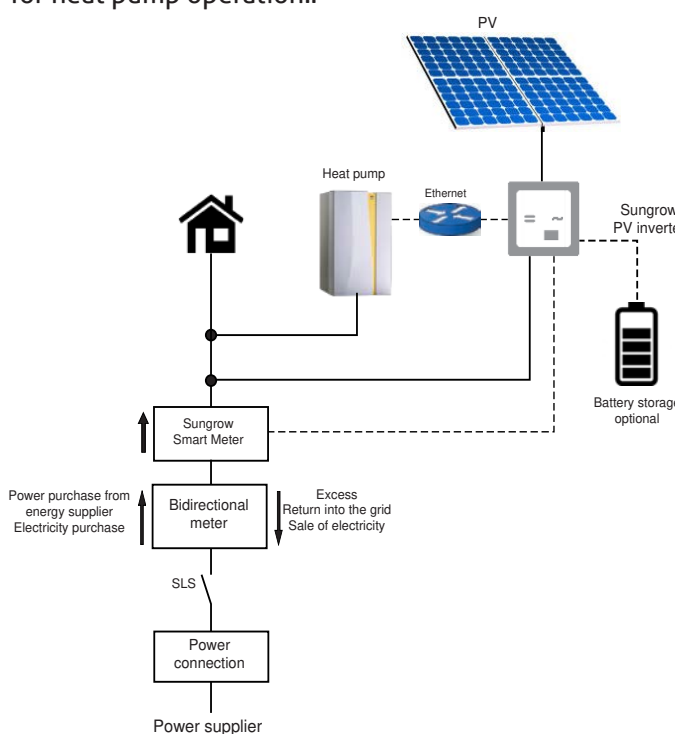 for heat pump operation..
PV
Heat pump
Ethernet
= ~
Sungrow
PV inverte
Battery storage
optional
Sungrow
Smart Meter
Power purchase from
energy supplier
Electricity purchase
Bidirectional
meter
Excess
Return into the grid
Sale of electricity
SLS
Power
connection
Power supplier